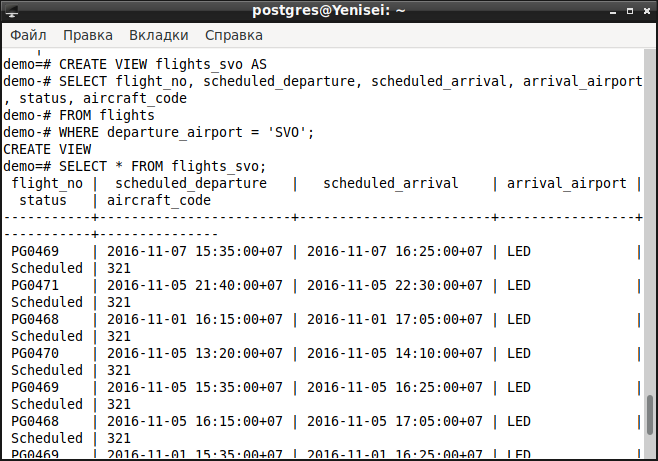 postgres@Yenisei: ~
Файл Правка Вкладки Справка
demo=# CREATE VIEW flights_svo AS
demo-# SELECT flight_no, scheduled_departure, scheduled_arrival, arrival_airport
, status, aircraft_code
demo-# FROM flights
demo-# WHERE departure_airport = 'SVO';
CREATE VIEW
demo=# SELECT * FROM flights_svo;
 flight_no |  scheduled_departure   |   scheduled_arrival    | arrival_airport |
  status   | aircraft_code
-----------+------------------------+------------------------+-----------------+
-----------+---------------
 PG0469    | 2016-11-07 15:35:00+07 | 2016-11-07 16:25:00+07 | LED             |
 Scheduled | 321
 PG0471    | 2016-11-05 21:40:00+07 | 2016-11-05 22:30:00+07 | LED             |
 Scheduled | 321
 PG0468    | 2016-11-01 16:15:00+07 | 2016-11-01 17:05:00+07 | LED             |
 Scheduled | 321
 PG0470    | 2016-11-05 13:20:00+07 | 2016-11-05 14:10:00+07 | LED             |
 Scheduled | 321
 PG0469    | 2016-11-05 15:35:00+07 | 2016-11-05 16:25:00+07 | LED             |
 Scheduled | 321
 PG0468    | 2016-11-05 16:15:00+07 | 2016-11-05 17:05:00+07 | LED             |
 Scheduled | 321
 PG0469    | 2016-11-01 15:35:00+07 | 2016-11-01 16:25:00+07 | LED             |